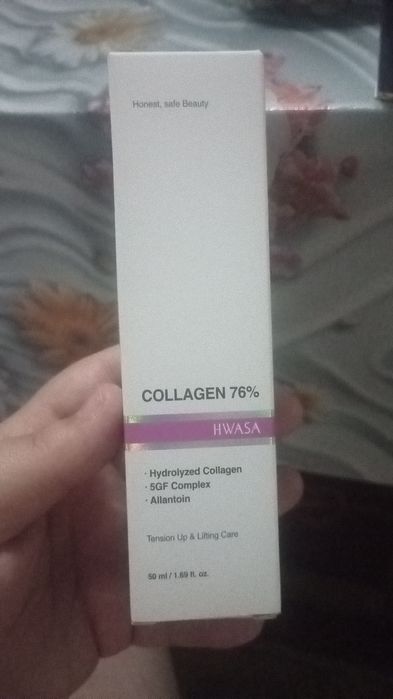 Honest, safe Beauty
COLLAGEN 76%
HWASA
· Hydrolyzed Collagen
· 5GF Complex
· Allantoin
Tension Up & Lifting Care
50 ml / 1.69 fl. oz.